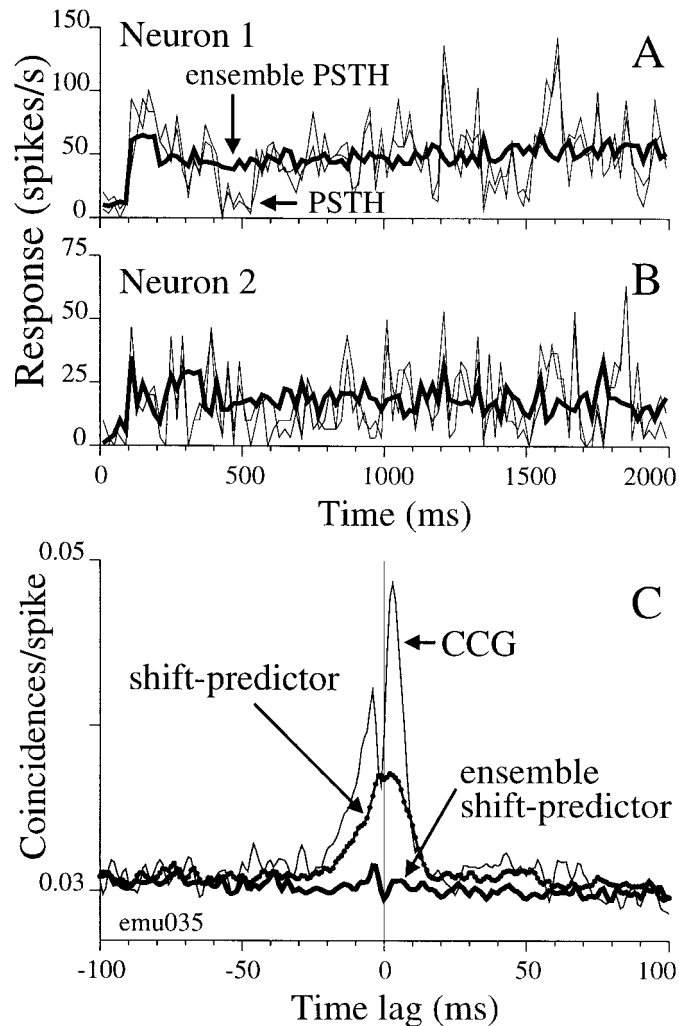 Neuron 1
A
150
ensemble PSTH
100
50
PSTH
0
Response (spikes/s)
Neuron 2
B
75
50
25
0
0 500 1000 1500 2000
Time (ms)
0.05
C
CCG
shift-predictor
ensemble
shift-predictor
Coincidences/spike
0.03
emu035
-100 -50 0 50 100
Time lag (ms)